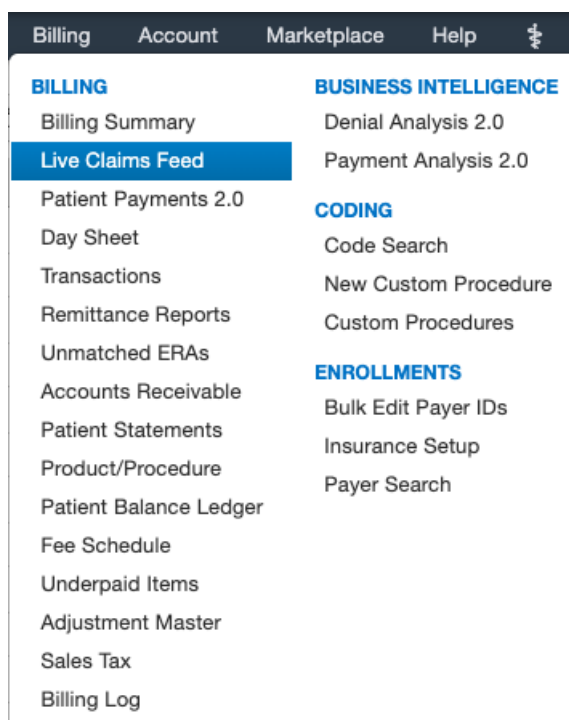 Billing Account Marketplace Help
BILLING
Billing Summary
Live Claims Feed
Patient Payments 2.0
Day Sheet
Transactions
Remittance Reports
Unmatched ERAs
Accounts Receivable
Patient Statements
Product/Procedure
Patient Balance Ledger
Fee Schedule
Underpaid Items
Adjustment Master
Sales Tax
Billing Log
BUSINESS INTELLIGENCE
Denial Analysis 2.0
Payment Analysis 2.0
CODING
Code Search
New Custom Procedure
Custom Procedures
ENROLLMENTS
Bulk Edit Payer IDs
Insurance Setup
Payer Search